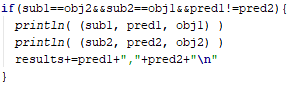 if(sub1==obj2&&sub2==obj1&&pred1!=pred2){
println( (sub1, pred1, obj1) )
println( (sub2, pred2, obj2) )
results+=pred1+","+pred2+"\n"
}